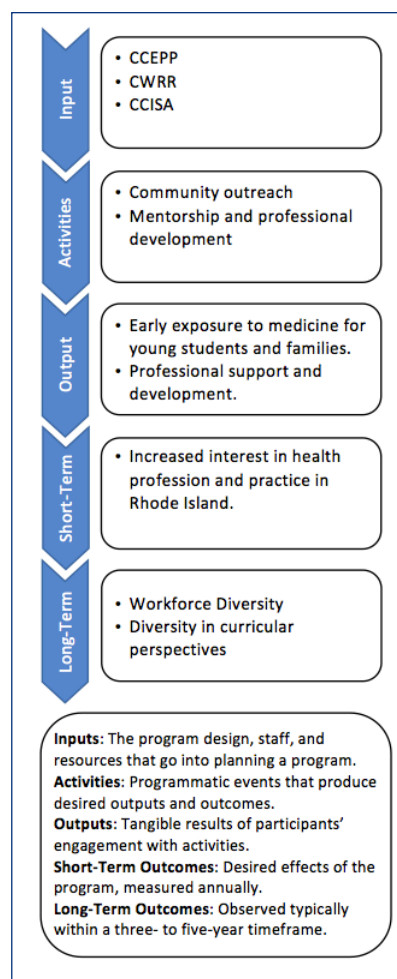 Input
• CCEPP
• CWRR
• CCISA
Activities
• Community outreach
• Mentorship and professional
development
Output
• Early exposure to medicine for
young students and families.
• Professional support and
development.
Short-Term
• Increased interest in health
profession and practice in
Rhode Island.
Long-Term
• Workforce Diversity
• Diversity in curricular
perspectives
Inputs: The program design, staff, and
resources that go into planning a program.
Activities: Programmatic events that produce
desired outputs and outcomes.
Outputs: Tangible results of participants’
engagement with activities.
Short-Term Outcomes: Desired effects of the
program, measured annually.
Long-Term Outcomes: Observed typically
within a three- to five-year timeframe.